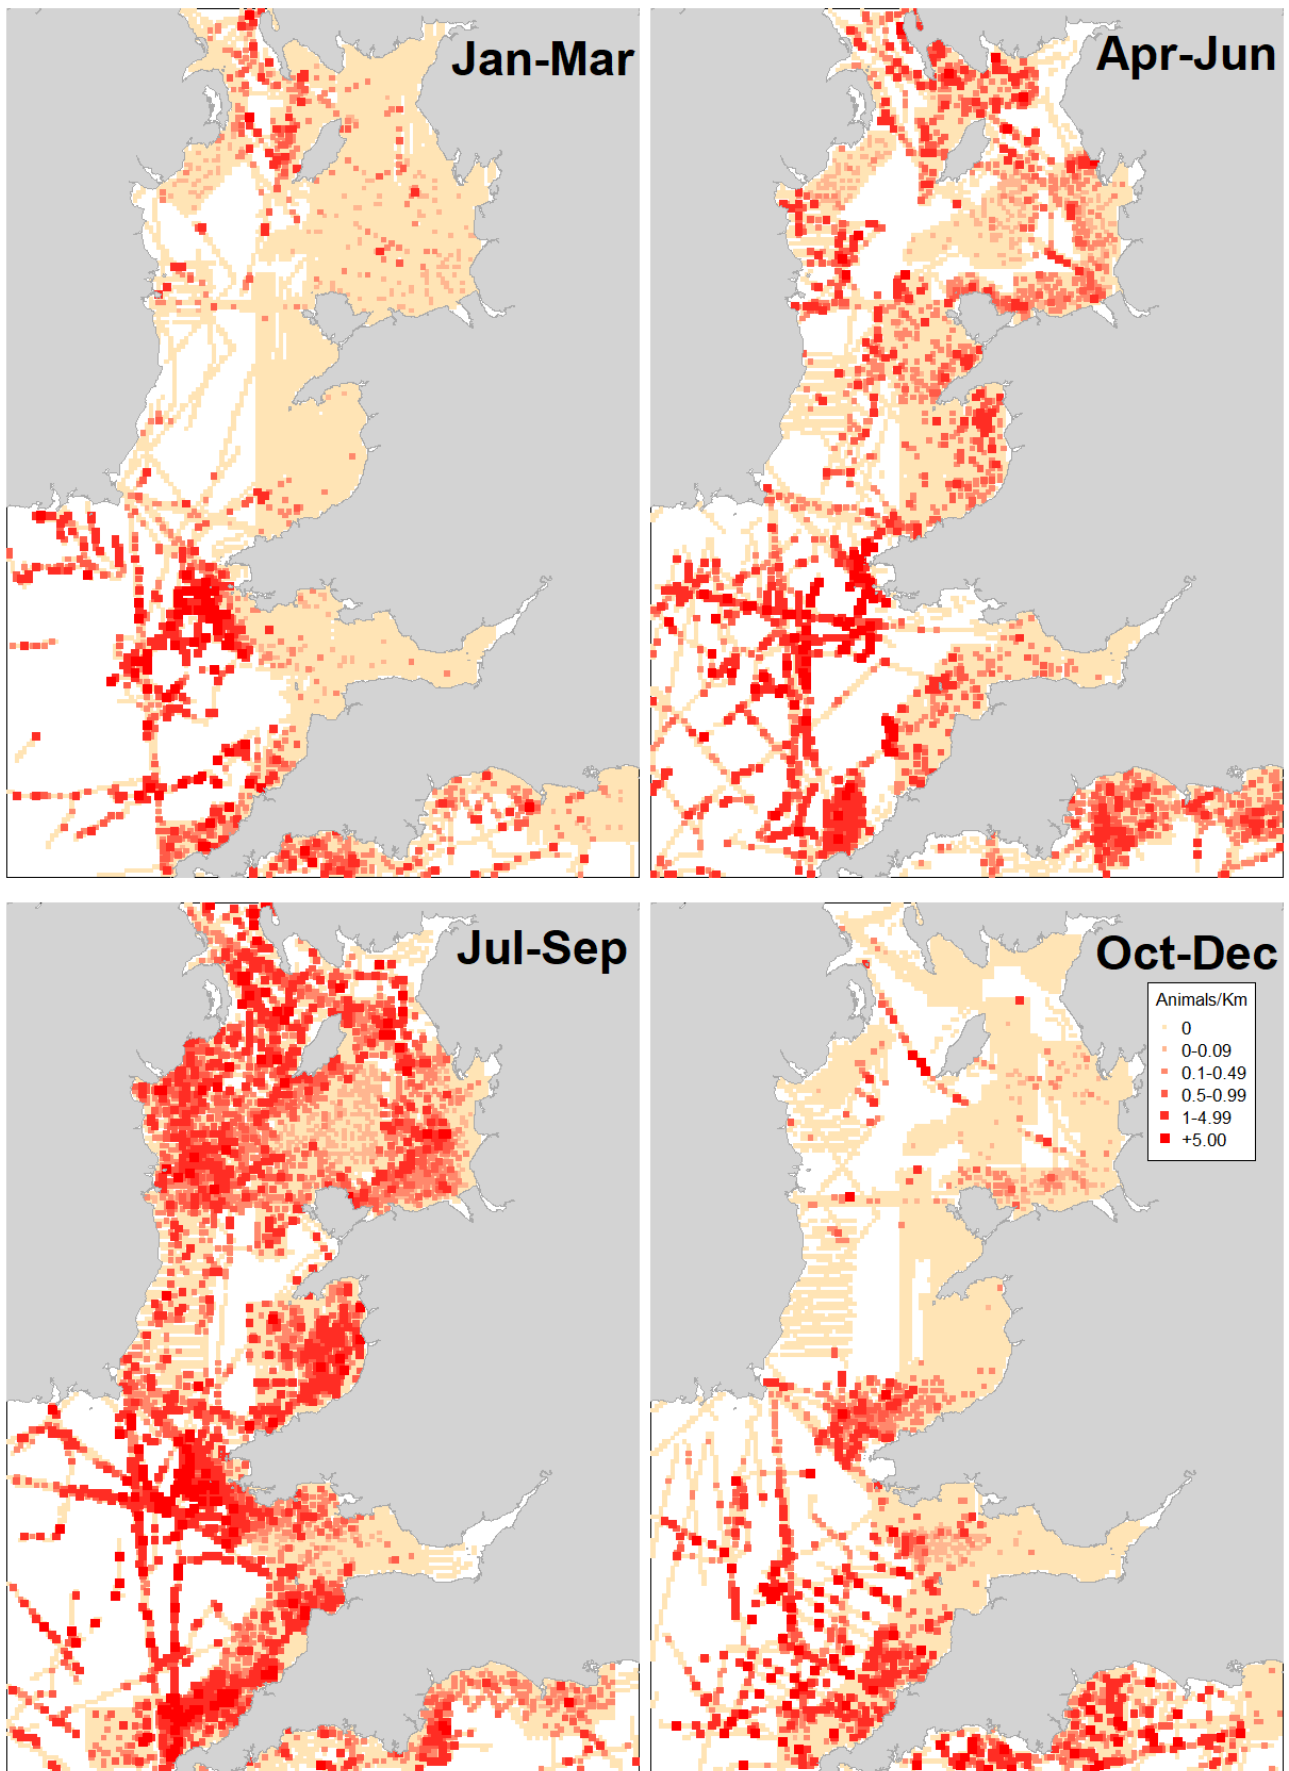 Jan-Mar
Apr-Jun
Jul-Sep
Oct-Dec
Animals/Km
0
0-0.09
0.1-0.49
0.5-0.99
1-4.99
+5.00